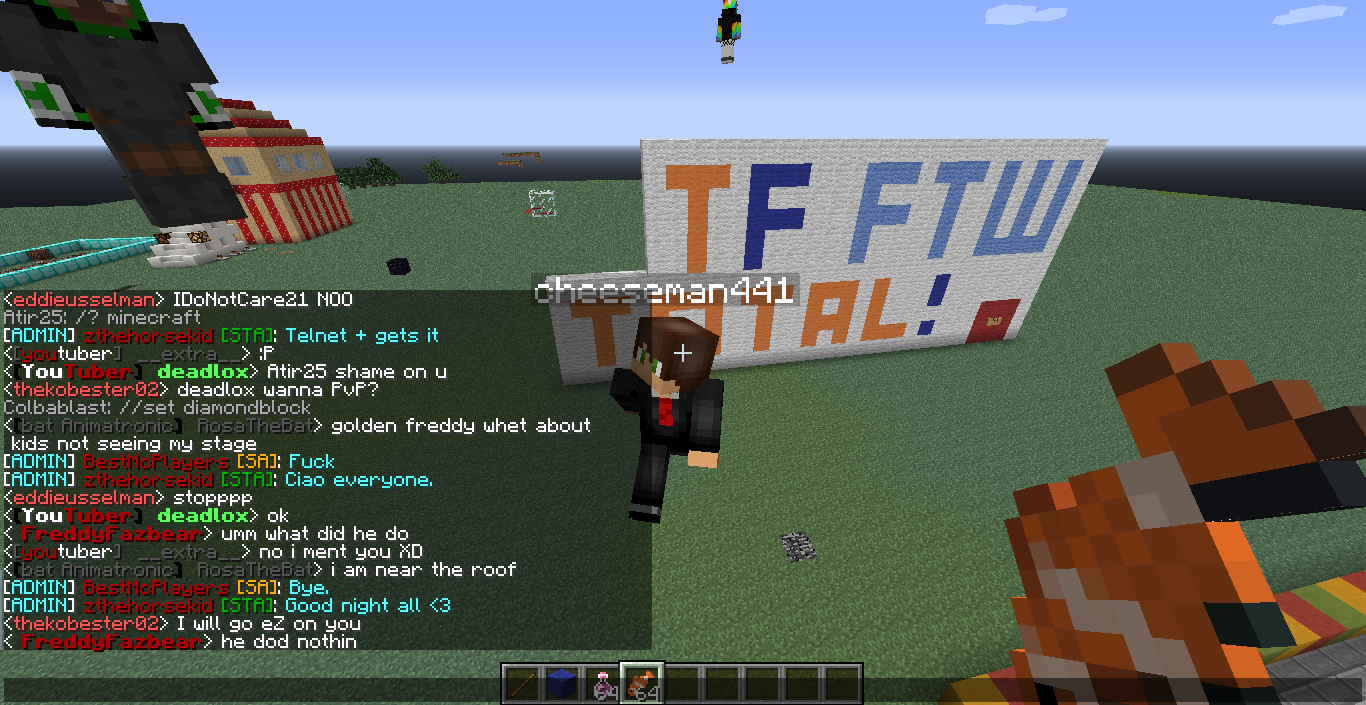 TF FTW
TOTAL!
cheeseman441
<eddieusselman> IDoNotCare21 NOO
Atir25: /? minecraft
[ADMIN] zthehorsekid [STA]: Telnet + gets it
<[youtuber] __extra__> :P
<[YouTuber] deadlox> Atir25 shame on u
<thekobester02> deadlox wanna PvP?
Colbablast: //set diamondblock
<[bat Animatronic] RosaTheBat> golden freddy whet about
kids not seeing my stage
[ADMIN] BestMcPlayers [SA]: Fuck
[ADMIN] zthehorsekid [STA]: Ciao everyone.
<eddieusselman> stopppp
<[YouTuber] deadlox> ok
< FreddyFazbear> umm what did he do
<[youtuber] __extra__> no i ment you XD
<[bat Animatronic] RosaTheBat> i am near the roof
[ADMIN] BestMcPlayers [SA]: Bye.
[ADMIN] zthehorsekid [STA]: Good night all <3
<thekobester02> I will go eZ on you
< FreddyFazbear> he dod nothin
64 64